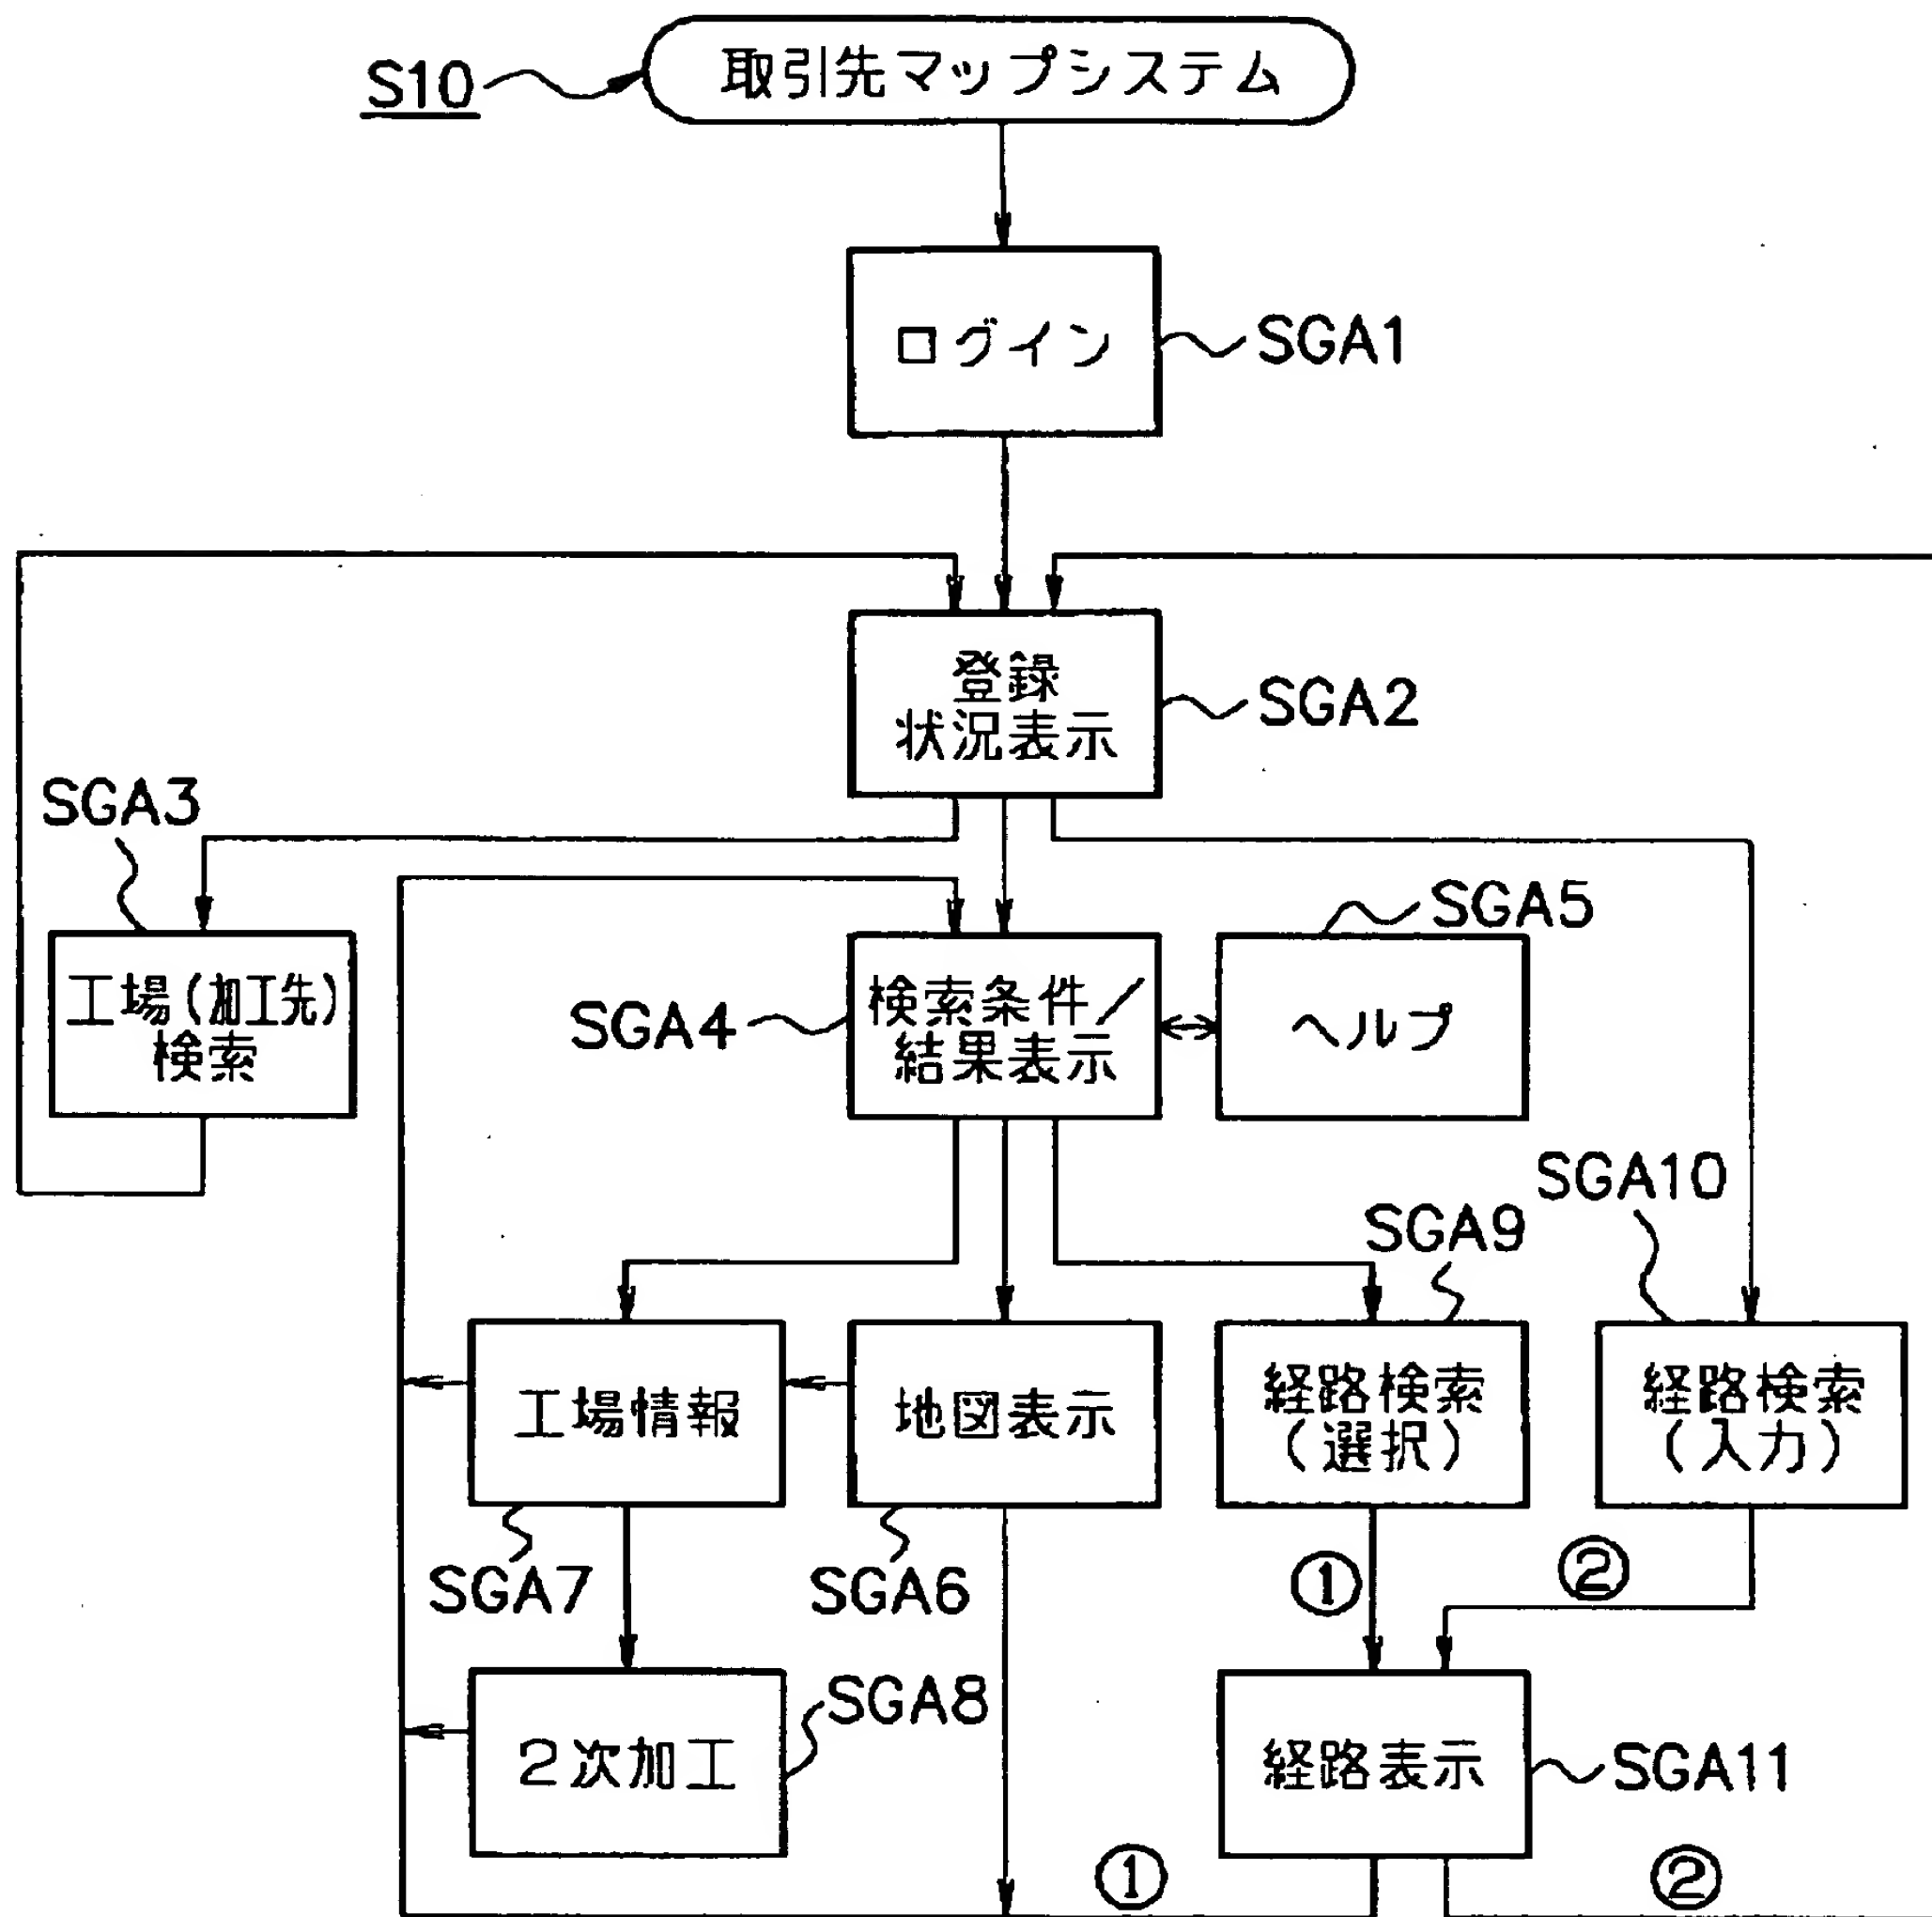 S10
取引先マップシステム
ログイン
SGA1
登録
状況表示
SGA2
SGA3
工場(加工先)
検索
SGA4
検索条件/
結果表示
SGA5
ヘルプ
SGA10
SGA9
工場情報
地図表示
経路検索
(選択)
経路検索
(入力)
SGA7
SGA6
①
②
2次加工
SGA8
経路表示
SGA11
①
②